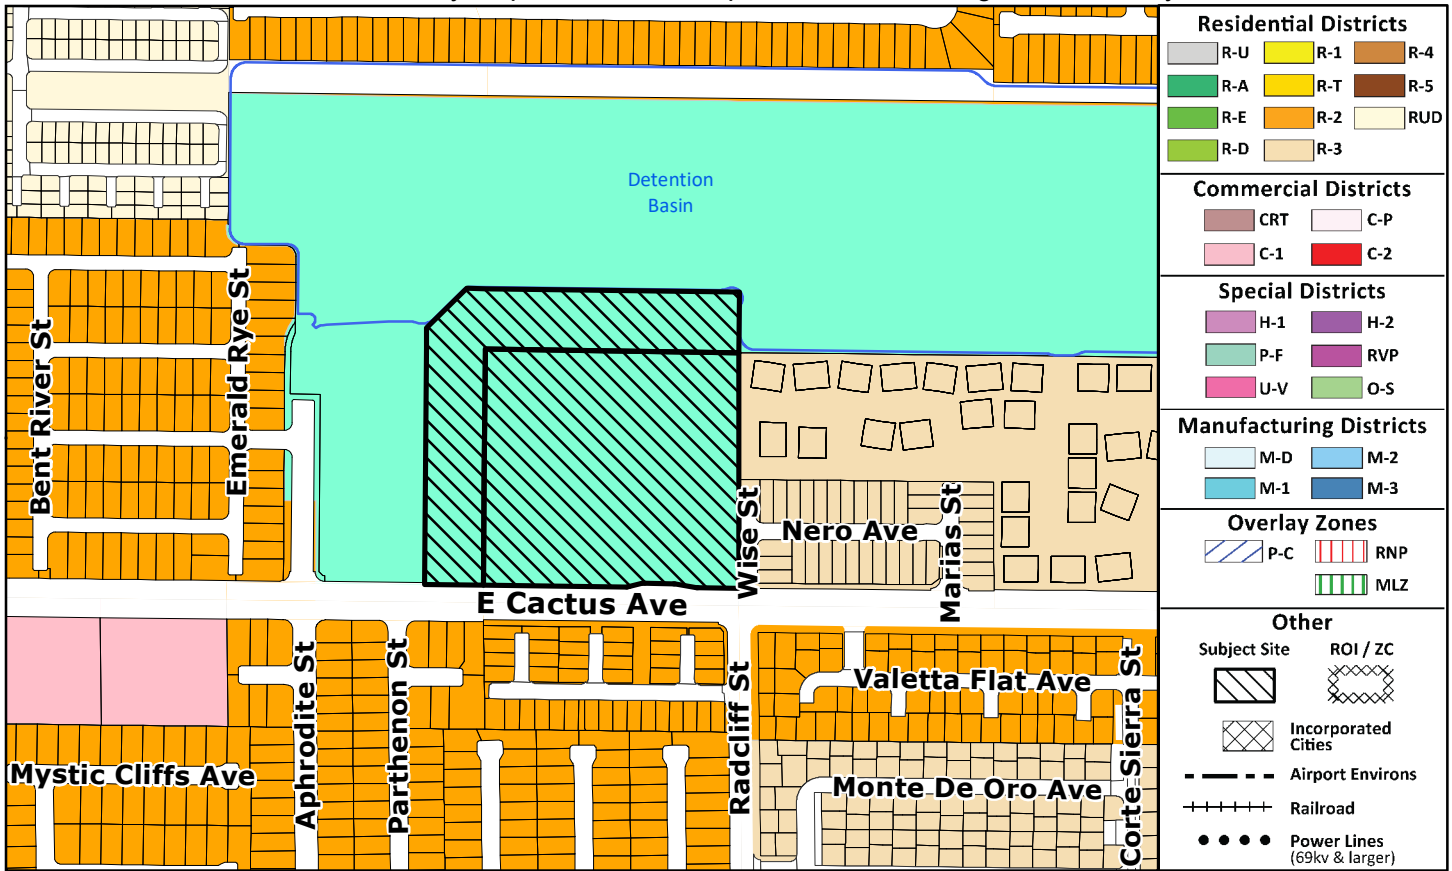 Detention
Basin
Bent River St
Emerald Rye St
Wise St
Nero Ave
Marias St
E Cactus Ave
Aphrodite St
Parthenon St
Radcliff St
Valetta Flat Ave
Corte-Sierra St
Mystic Cliffs Ave
Monte De Oro Ave
Residential Districts
R-U R-1 R-4
R-A R-T R-5
R-E R-2 RUD
R-D R-3
Commercial Districts
CRT C-P
C-1 C-2
Special Districts
H-1 H-2
P-F RVP
U-V O-S
Manufacturing Districts
M-D M-2
M-1 M-3
Overlay Zones
P-C RNP
MLZ
Other
Subject Site ROI / ZC
Incorporated
Cities
Airport Environs
Railroad
Power Lines
(69kv & larger)